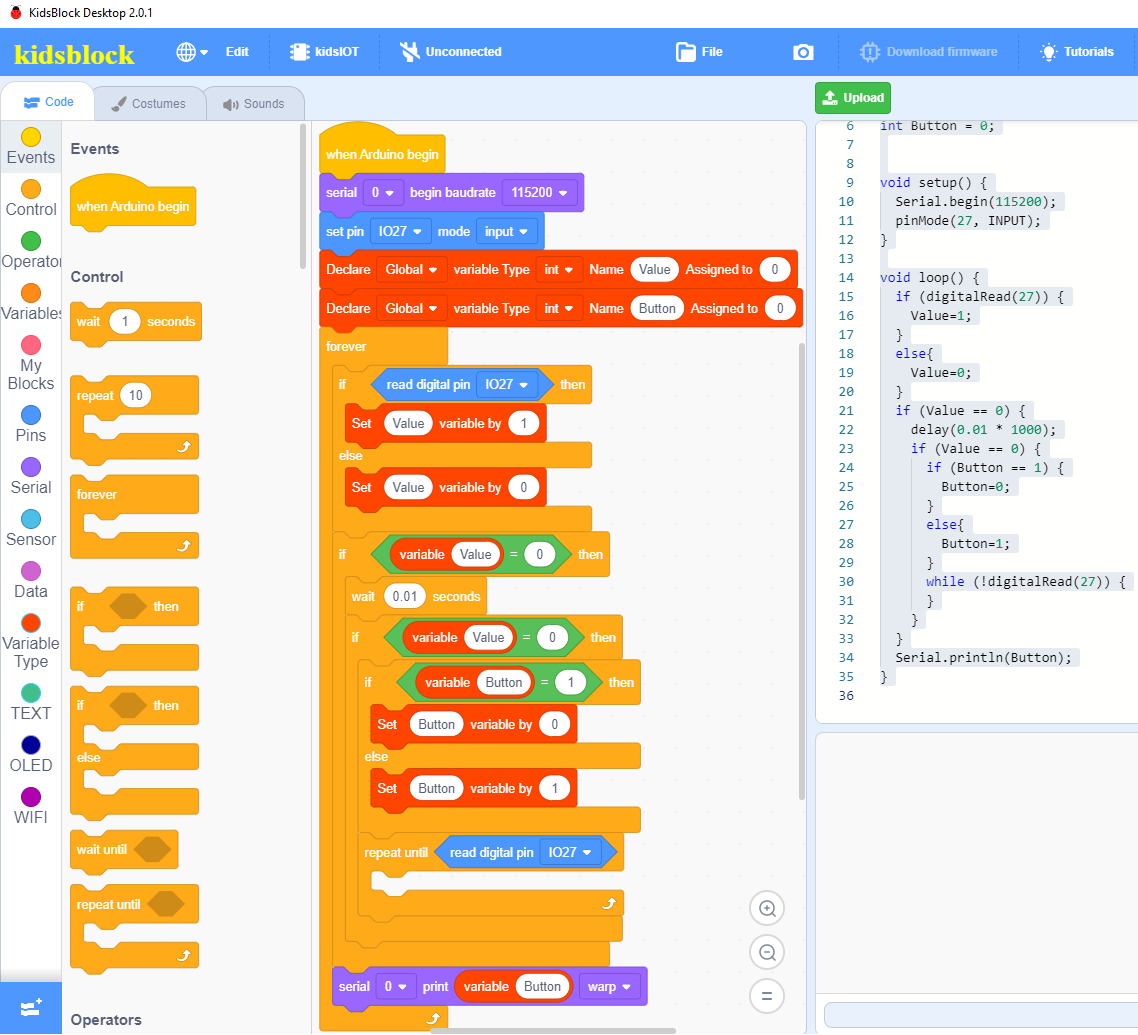 KidsBlock Desktop 2.0.1
kidsblock
Edit
kidsIOT
Unconnected
File
Download firmware
Tutorials
Code
Costumes
Sounds
Upload
Events
Control
Operator
Variables
My
Blocks
Pins
Serial
Sensor
Data
Variable
Type
TEXT
OLED
WIFI
Events
when Arduino begin
Control
wait 1 seconds
repeat 10
forever
if then
if then
else
wait until
repeat until
Operators
when Arduino begin
serial 0 begin baudrate 115200
set pin IO27 mode input
Declare Global variable Type int Name Value Assigned to 0
Declare Global variable Type int Name Button Assigned to 0
forever
if read digital pin IO27 then
Set Value variable by 1
else
Set Value variable by 0
if variable Value = 0 then
wait 0.01 seconds
if variable Value = 0 then
if variable Button = 1 then
Set Button variable by 0
else
Set Button variable by 1
repeat until read digital pin IO27
serial 0 print variable Button warp
6 int Button = 0;
7
8
9 void setup() {
10 Serial.begin(115200);
11 pinMode(27, INPUT);
12 }
13
14 void loop() {
15 if (digitalRead(27)) {
16 Value=1;
17 }
18 else{
19 Value=0;
20 }
21 if (Value == 0) {
22 delay(0.01 * 1000);
23 if (Value == 0) {
24 if (Button == 1) {
25 Button=0;
26 }
27 else{
28 Button=1;
29 }
30 while (!digitalRead(27)) {
31 }
32 }
33 }
34 Serial.println(Button);
35 }
36